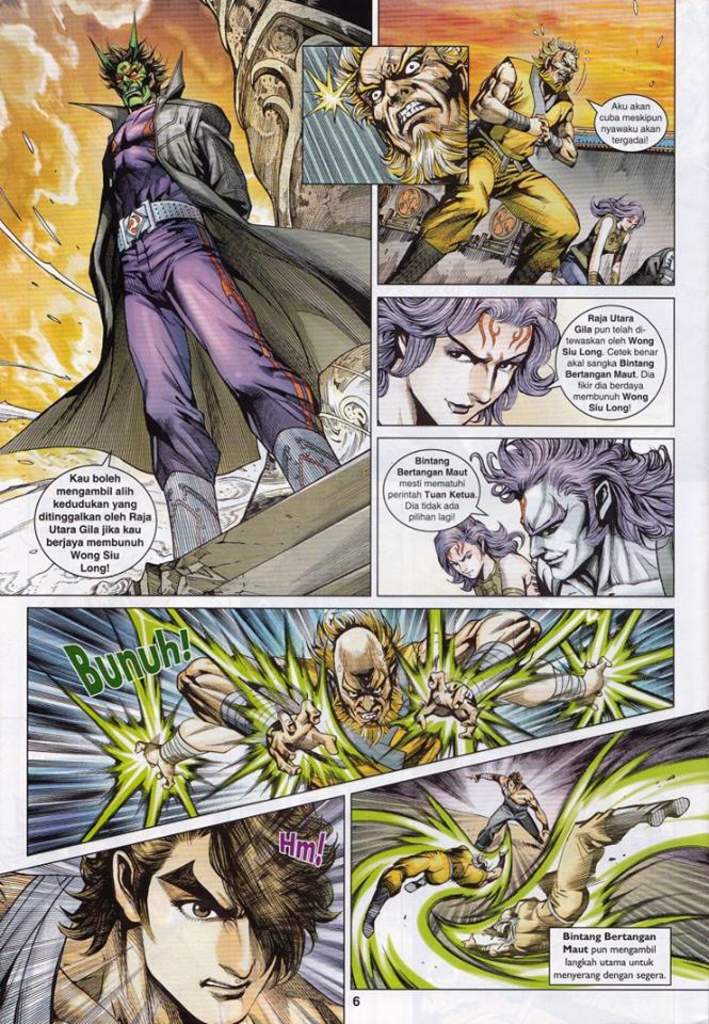 Kau boleh
mengambil alih
kedudukan yang
ditinggalkan oleh Raja
Utara Gila jika kau
berjaya membunuh
Wong Siu
Long!
Aku akan
cuba meskipun
nyawaku akan
tergadai!
Raja Utara
Gila pun telah di-
tewaskan oleh Wong
Siu Long. Cetek benar
akal sangka Bintang
Bertangan Maut. Dia
fikir dia berdaya
membunuh Wong
Siu Long!
Bintang
Bertangan Maut
mesti mematuhi
perintah Tuan Ketua.
Dia tidak ada
pilihan lagi!
Bunuh!
Hm!
Bintang Bertangan
Maut pun mengambil
langkah utama untuk
menyerang dengan segera.
6